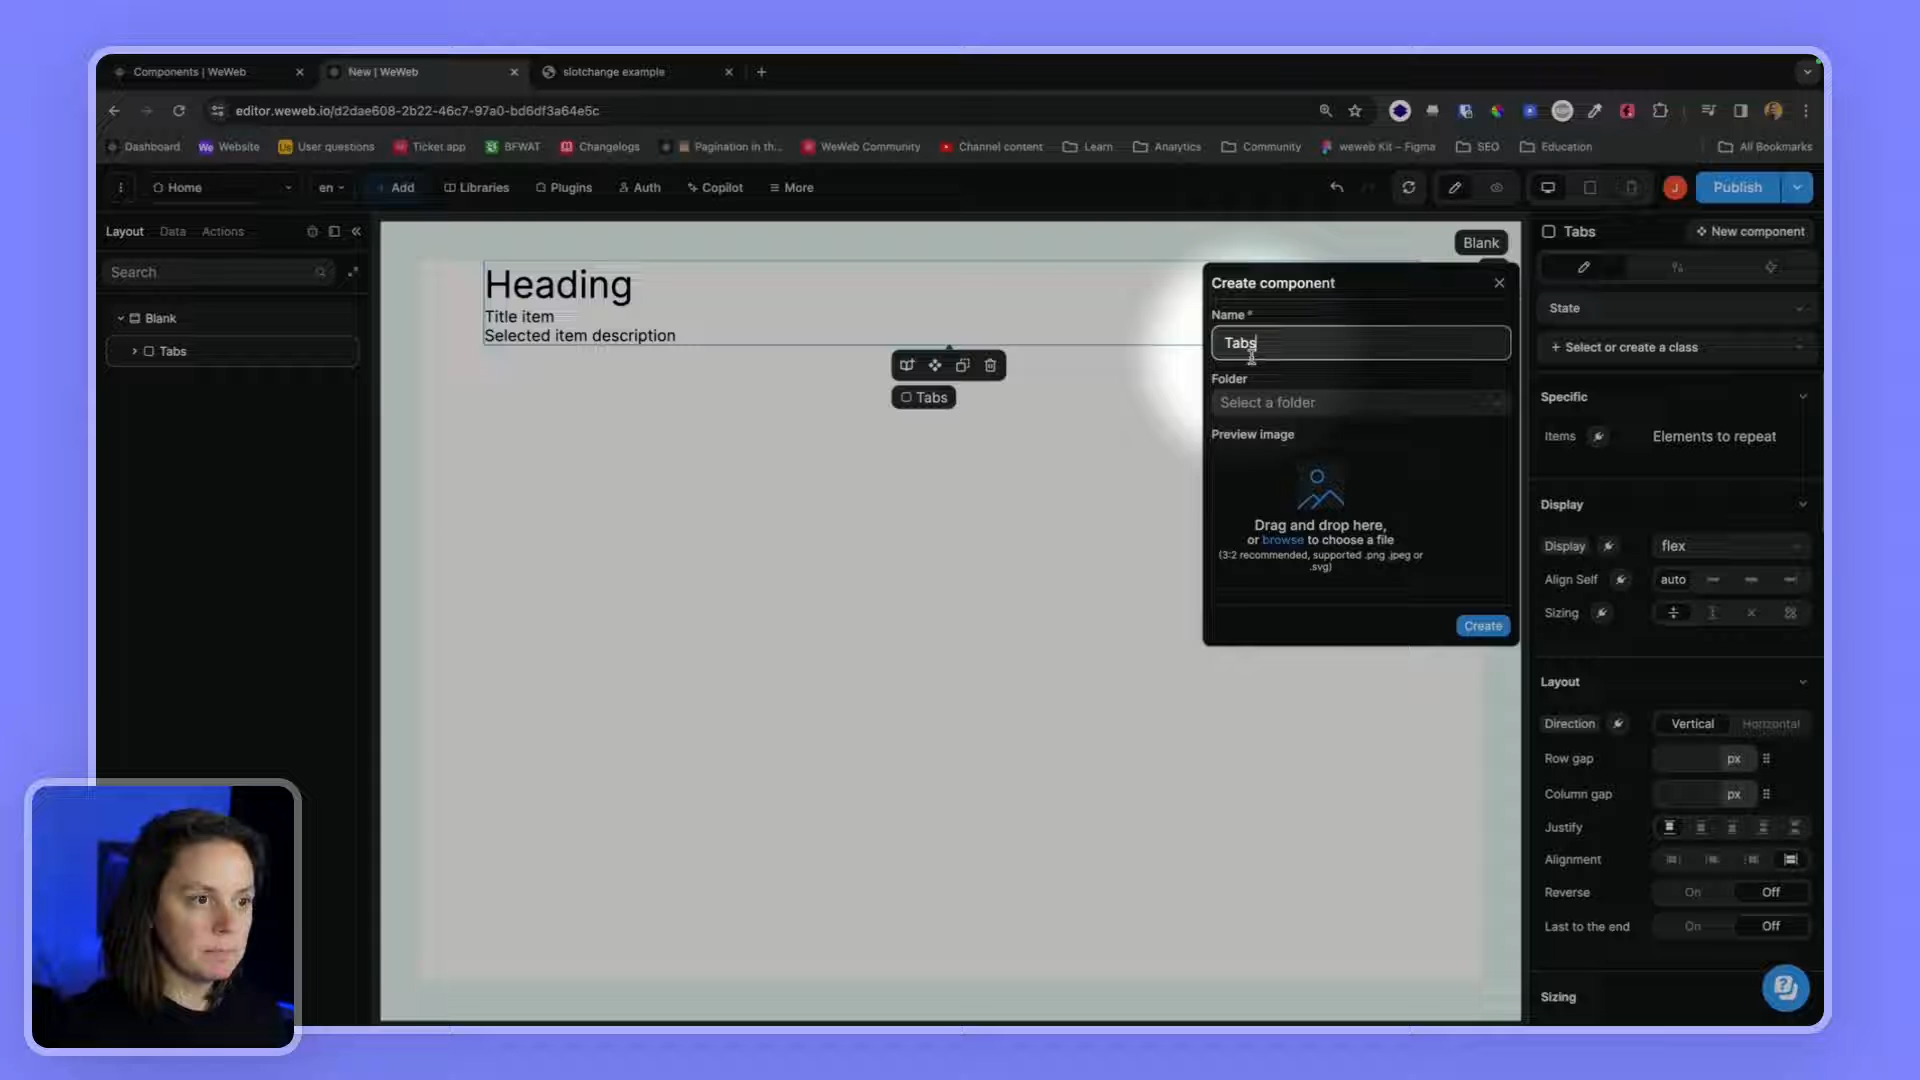 Components | WeWeb
New | WeWeb
slotchange example
editor.weweb.io/d2dae608-2b22-46c7-97a0-bd6df3a64e5c
Dashboard
We Website
Us User questions
Ticket app
BFWAT
Changelogs
Pagination in th...
WeWeb Community
Channel content
Learn
Analytics
Community
weweb Kit – Figma
SEO
Education
All Bookmarks
Home
en
Add
Libraries
Plugins
Auth
Copilot
More
J
Publish
Layout
Data
Actions
Search
Blank
Tabs
Heading
Title item
Selected item description
Tabs
Blank
Create component
Name *
Tabs
Folder
Select a folder
Preview image
Drag and drop here,
or browse to choose a file
(3:2 recommended, supported .png .jpeg or
.svg)
Create
Tabs
New component
State
+ Select or create a class
Specific
Items
Elements to repeat
Display
Display
flex
Align Self
auto
Sizing
Layout
Direction
Vertical
Horizontal
Row gap
px
Column gap
px
Justify
Alignment
Reverse
On
Off
Last to the end
On
Off
Sizing